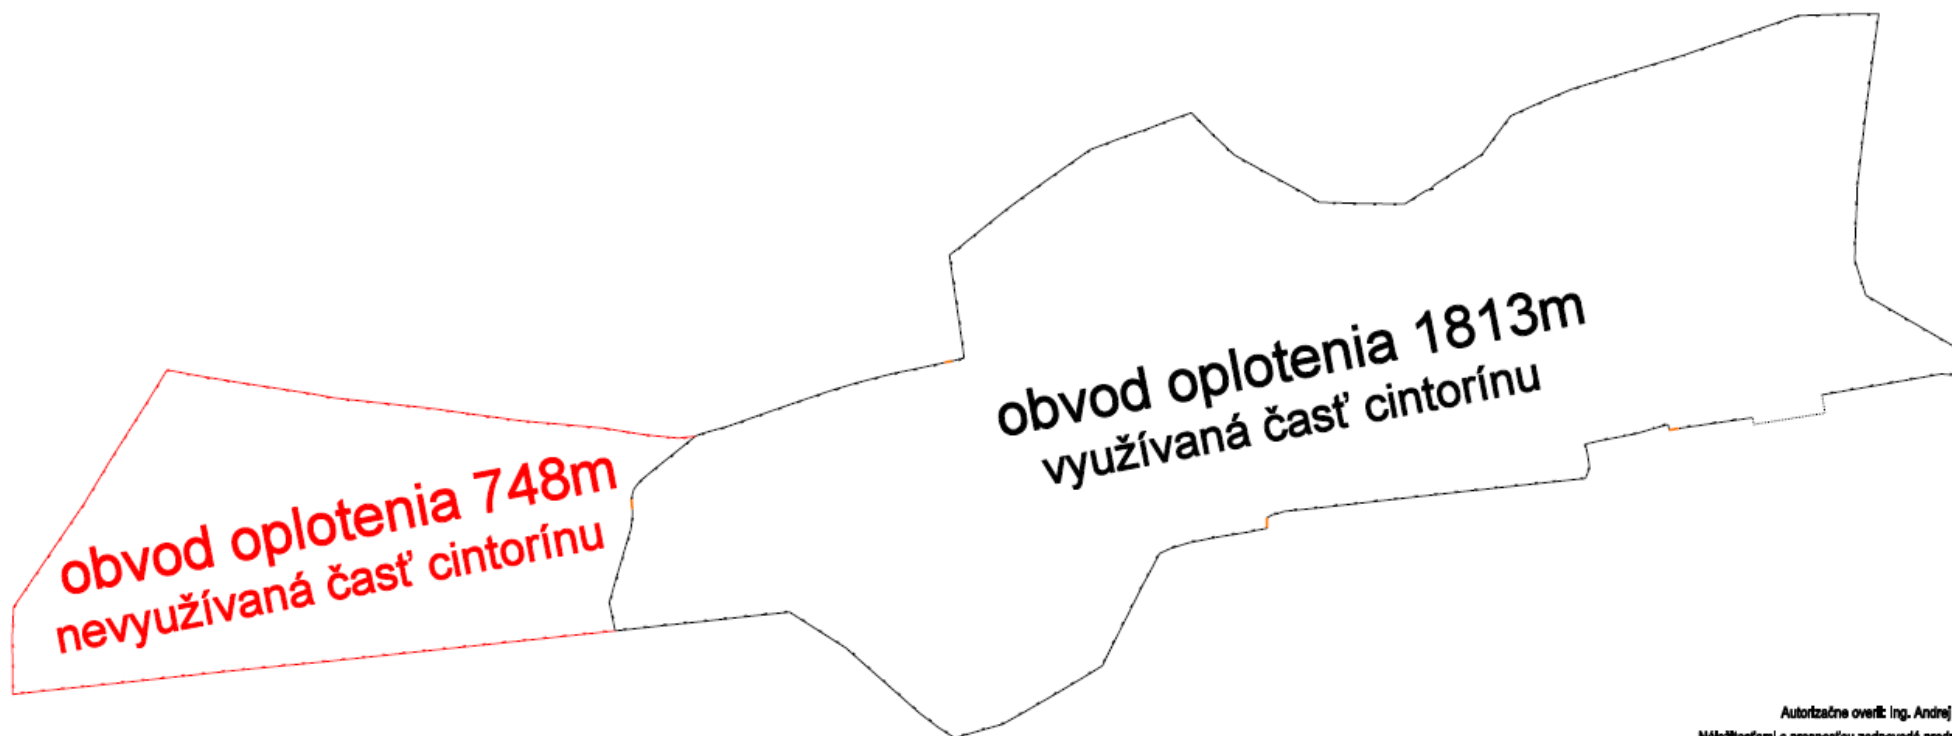 obvod oplotenia 1813m
využívaná časť cintorínu
obvod oplotenia 748m
nevyužívaná časť cintorínu
Autorizačne overil: Ing. Andrej